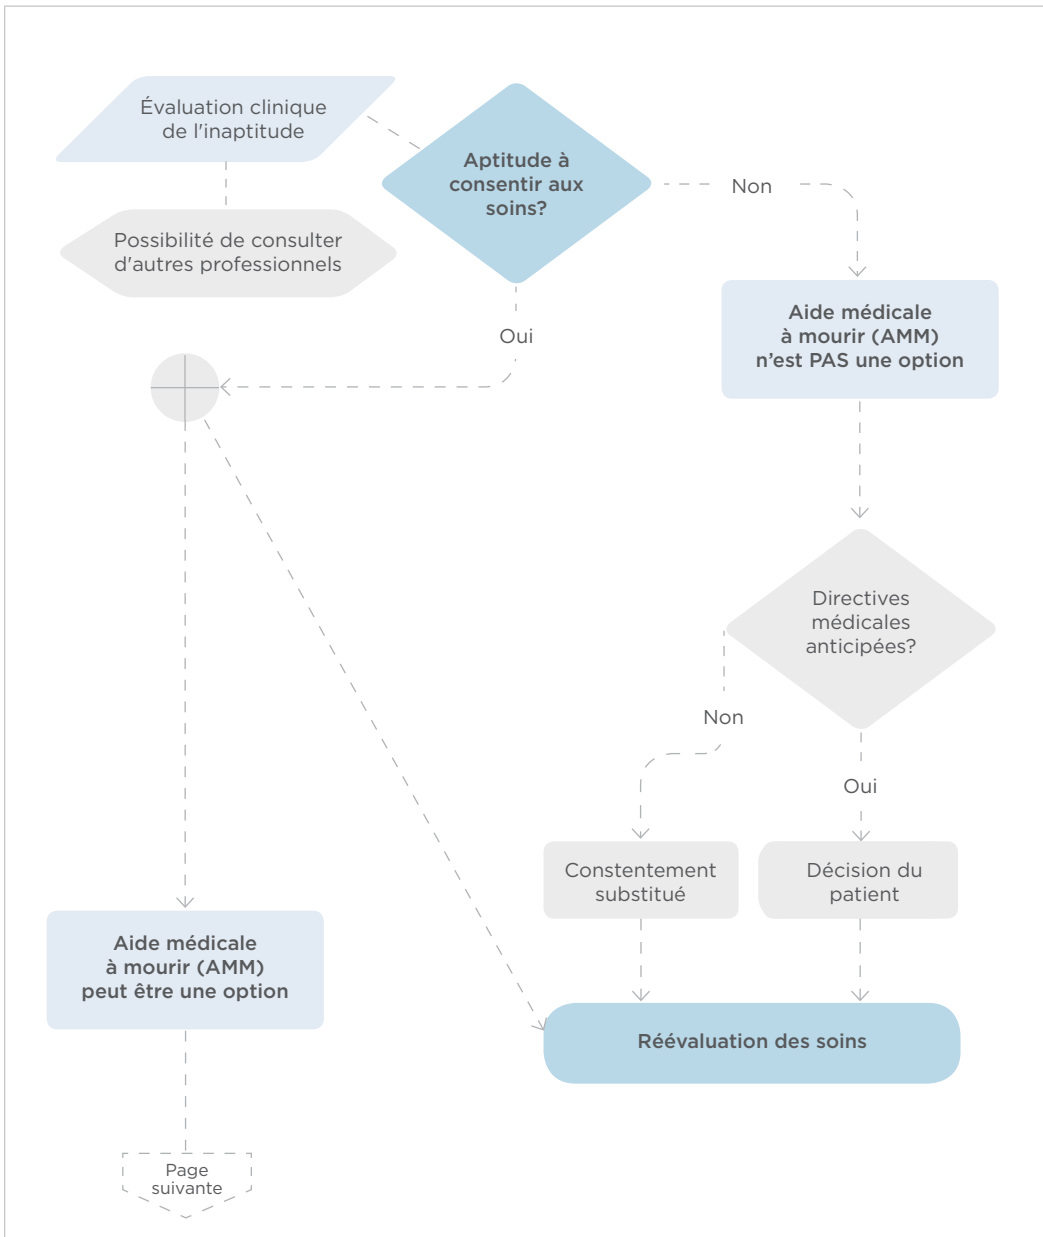 Évaluation clinique
de l'inaptitude
Aptitude à
consentir aux
soins?
Non
Possibilité de consulter
d'autres professionnels
Oui
Aide médicale
à mourir (AMM)
n’est PAS une option
Directives
médicales
anticipées?
Non
Oui
Constentement
substitué
Décision du
patient
Aide médicale
à mourir (AMM)
peut être une option
Réévaluation des soins
Page
suivante